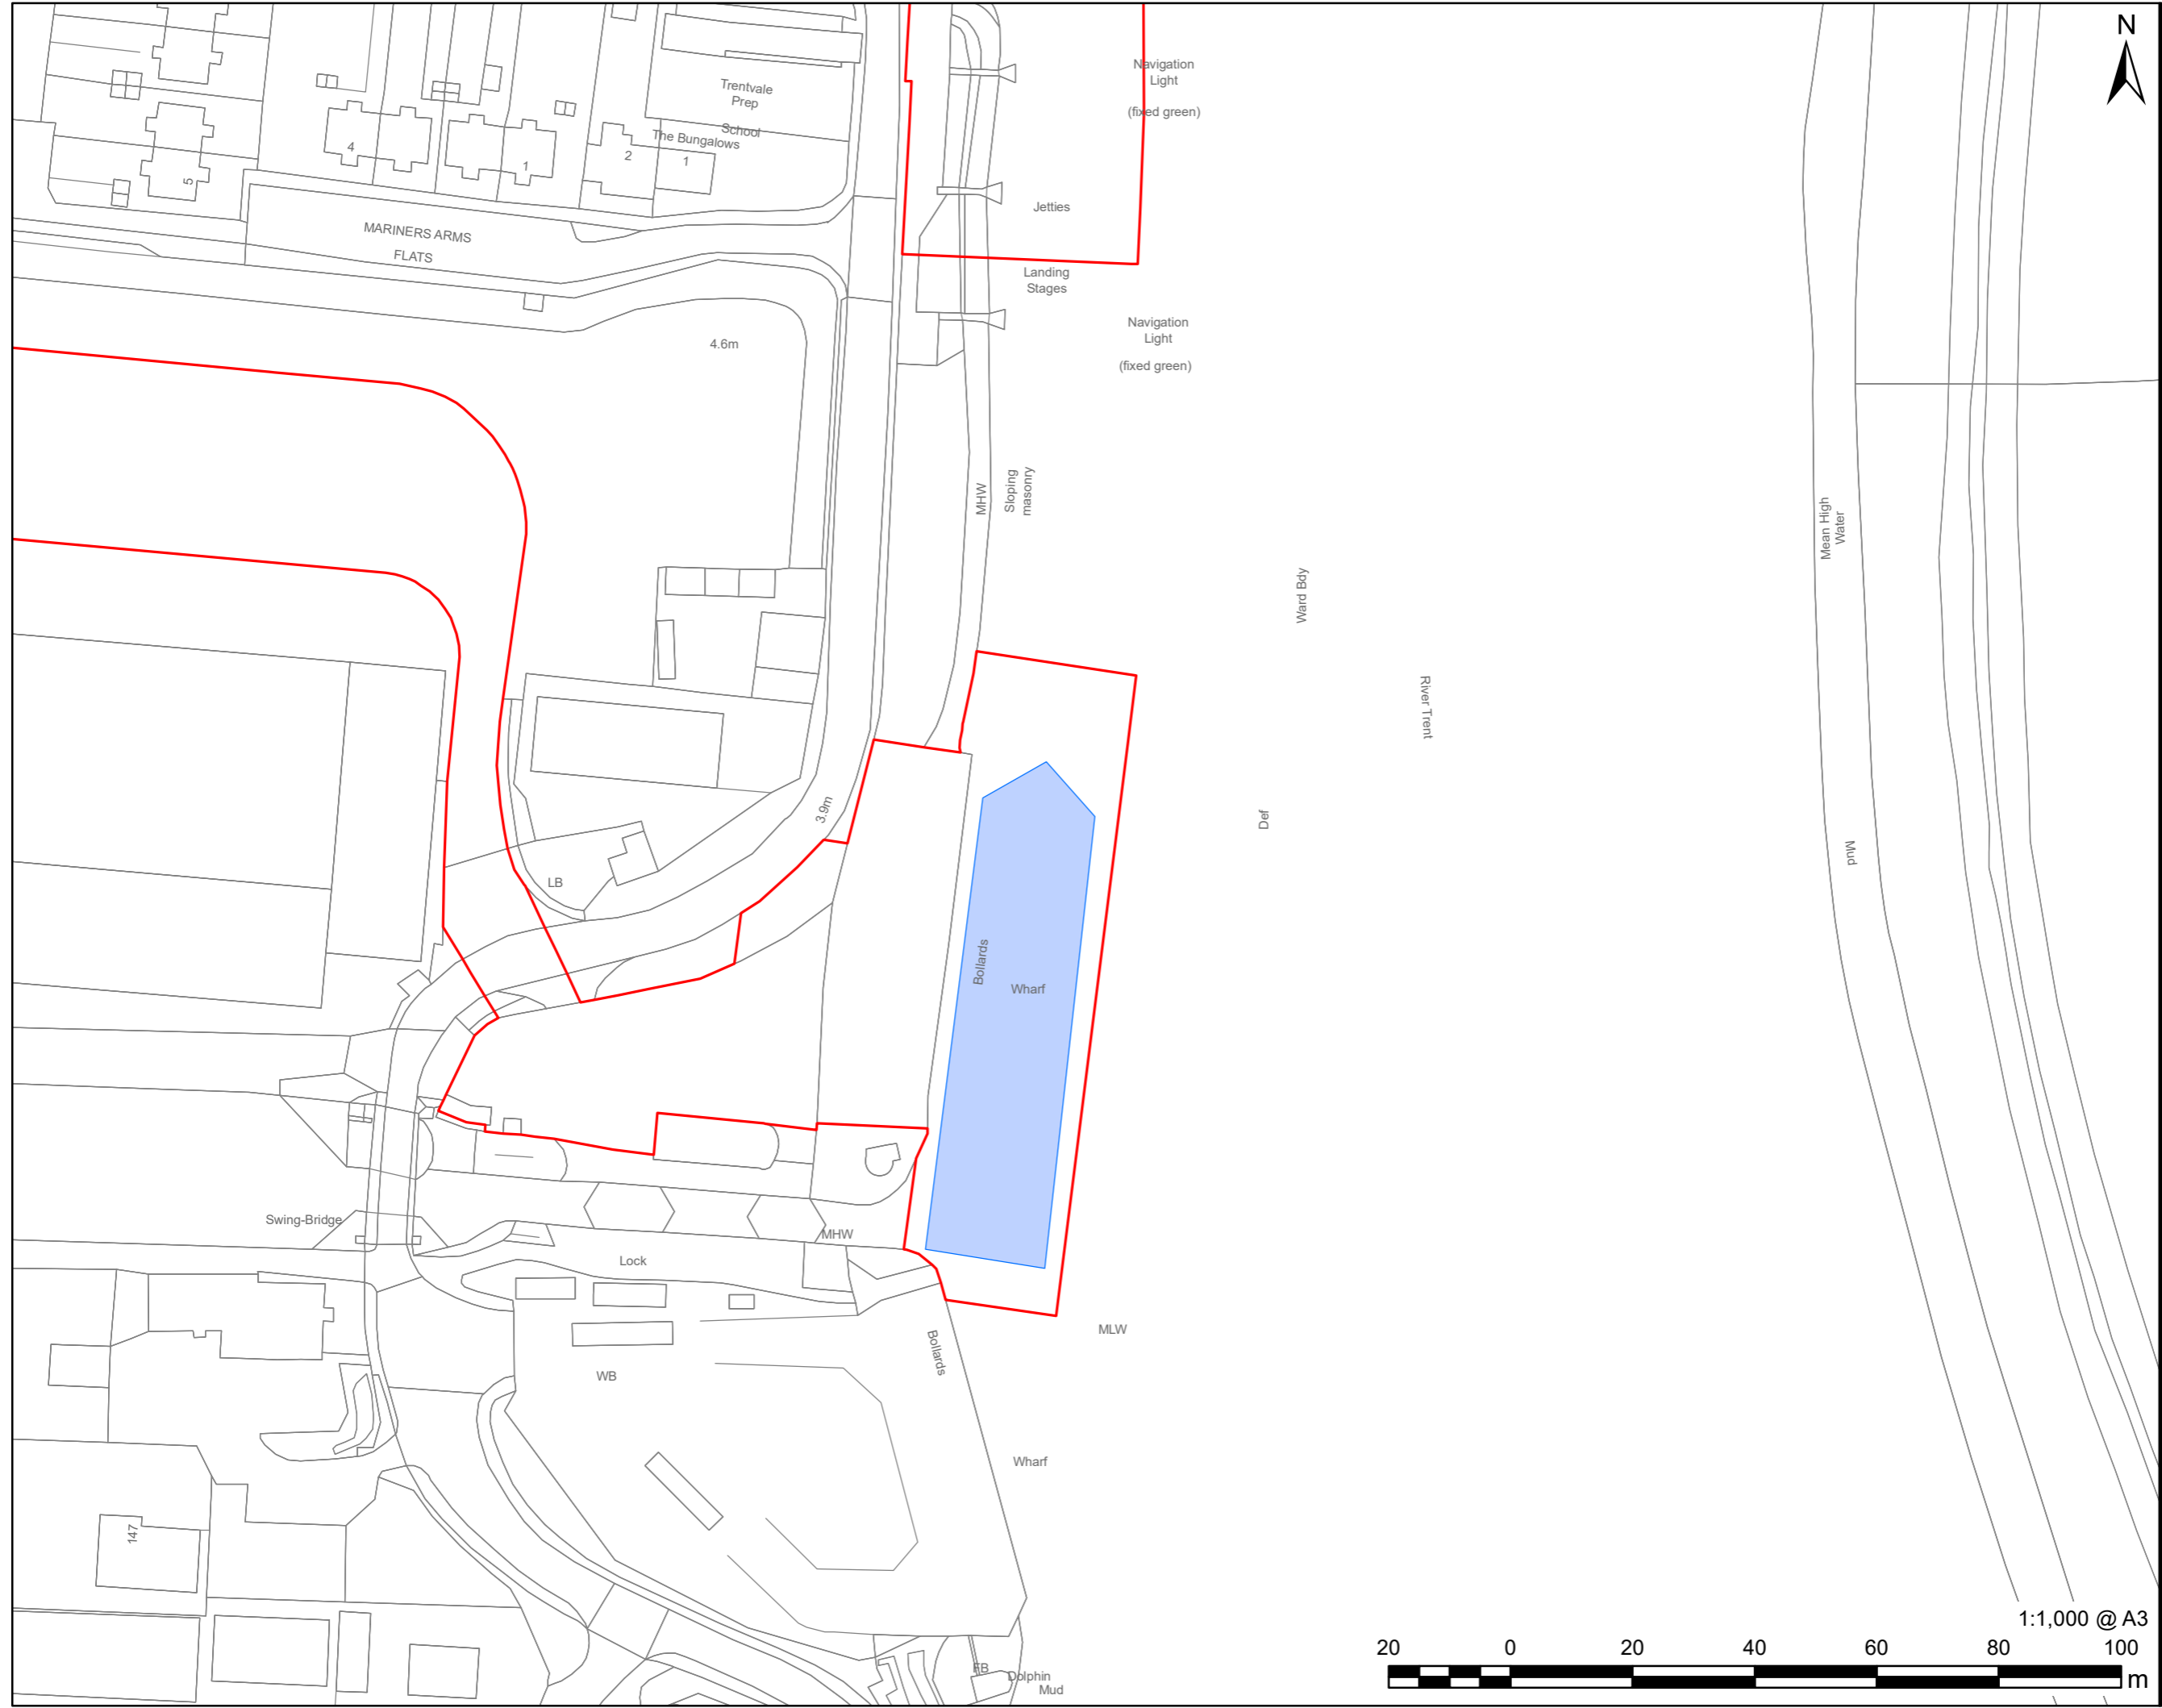 N
Navigation
Light
(fixed green)
Trentvale
Prep
School
The Bungalows
4
1
2
1
5
Jetties
MARINERS ARMS
FLATS
Landing
Stages
Navigation
Light
(fixed green)
4.6m
MHW
Sloping
masonry
Mean High
Water
Ward Bdy
River Trent
3.9m
Def
Mud
LB
Bollards
Wharf
Swing-Bridge
MHW
Lock
MLW
Bollards
WB
Wharf
147
1:1,000 @ A3
20 0 20 40 60 80 100
m
FB
Dolphin
Mud